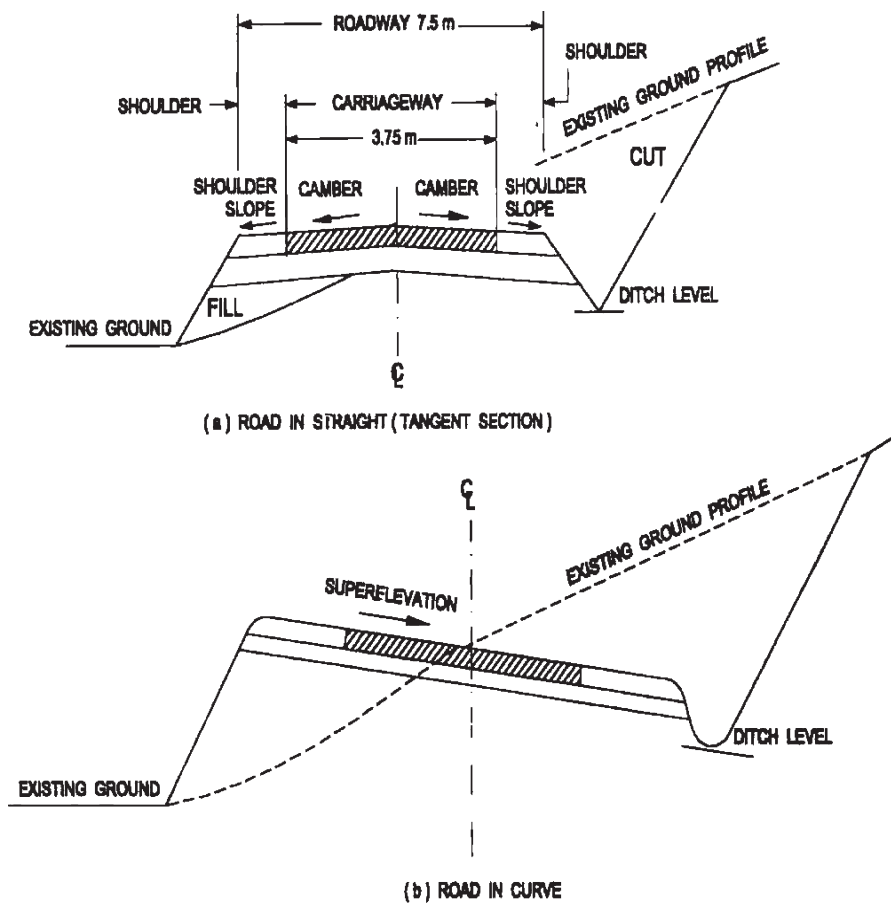 ROADWAY 7.5 m
SHOULDER
SHOULDER
CARRIAGEWAY
3.75 m
EXISTING GROUND PROFILE
CUT
SHOULDER
SLOPE
CAMBER
CAMBER
SHOULDER
SLOPE
FILL
DITCH LEVEL
EXISTING GROUND
℄
(a) ROAD IN STRAIGHT (TANGENT SECTION)
℄
EXISTING GROUND PROFILE
SUPERELEVATION
DITCH LEVEL
EXISTING GROUND
(b) ROAD IN CURVE